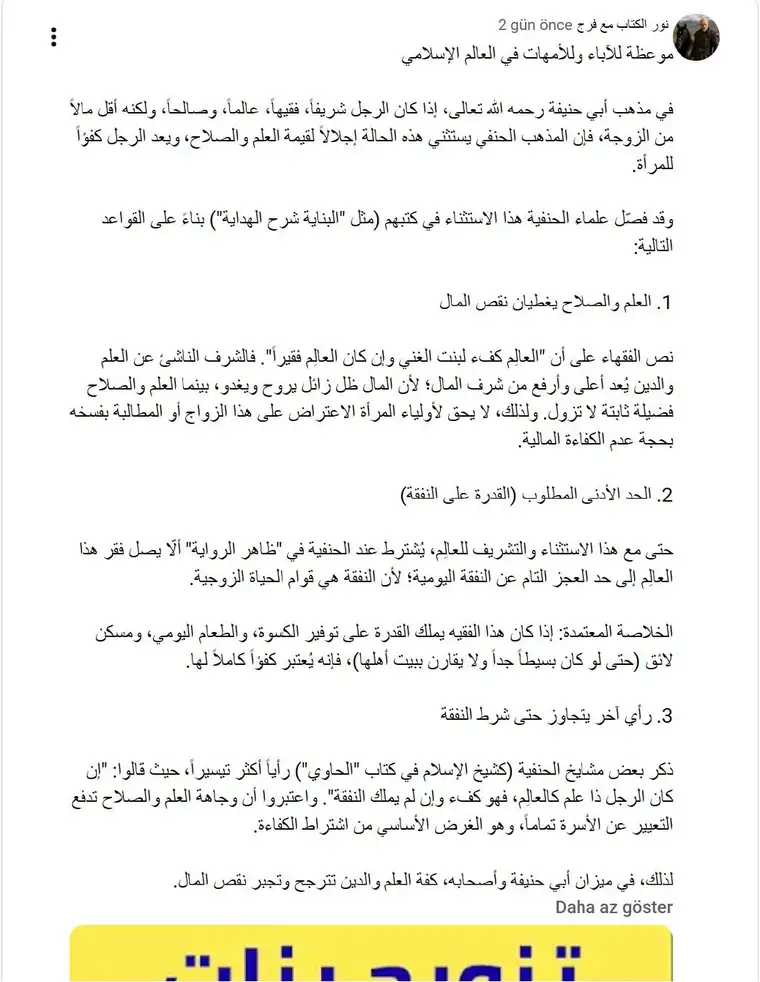 نور الكتاب مع فرج 2 gün önce
موعظة للآباء وللأمهات في العالم الإسلامي
في مذهب أبي حنيفة رحمه الله تعالى، إذا كان الرجل شريفاً، فقيهاً، عالماً، وصالحاً، ولكنه أقل مالاً
من الزوجة، فإن المذهب الحنفي يستثني هذه الحالة إجلالاً لقيمة العلم والصلاح، ويعد الرجل كفؤاً
للمرأة.
وقد فصّل علماء الحنفية هذا الاستثناء في كتبهم (مثل "البناية شرح الهداية") بناءً على القواعد
التالية:
1. العلم والصلاح يغطيان نقص المال
نص الفقهاء على أن "العالِم كفء لبنت الغني وإن كان العالِم فقيراً". فالشرف الناشئ عن العلم
والدين يُعد أعلى وأرفع من شرف المال؛ لأن المال ظل زائل يروح ويغدو، بينما العلم والصلاح
فضيلة ثابتة لا تزول. ولذلك، لا يحق لأولياء المرأة الاعتراض على هذا الزواج أو المطالبة بفسخه
بحجة عدم الكفاءة المالية.
2. الحد الأدنى المطلوب (القدرة على النفقة)
حتى مع هذا الاستثناء والتشريف للعالِم، يُشترط عند الحنفية في "ظاهر الرواية" ألّا يصل فقر هذا
العالِم إلى حد العجز التام عن النفقة اليومية؛ لأن النفقة هي قوام الحياة الزوجية.
الخلاصة المعتمدة: إذا كان هذا الفقيه يملك القدرة على توفير الكسوة، والطعام اليومي، ومسكن
لائق (حتى لو كان بسيطاً جداً ولا يقارن ببيت أهلها)، فإنه يُعتبر كفؤاً كاملاً لها.
3. رأي آخر يتجاوز حتى شرط النفقة
ذكر بعض مشايخ الحنفية (كشيخ الإسلام في كتاب "الحاوي") رأياً أكثر تيسيراً، حيث قالوا: "إن
كان الرجل ذا علم كالعالِم، فهو كفء وإن لم يملك النفقة". واعتبروا أن وجاهة العلم والصلاح تدفع
التعيير عن الأسرة تماماً، وهو الغرض الأساسي من اشتراط الكفاءة.
لذلك، في ميزان أبي حنيفة وأصحابه، كفة العلم والدين تترجح وتجبر نقص المال.
Daha az göster